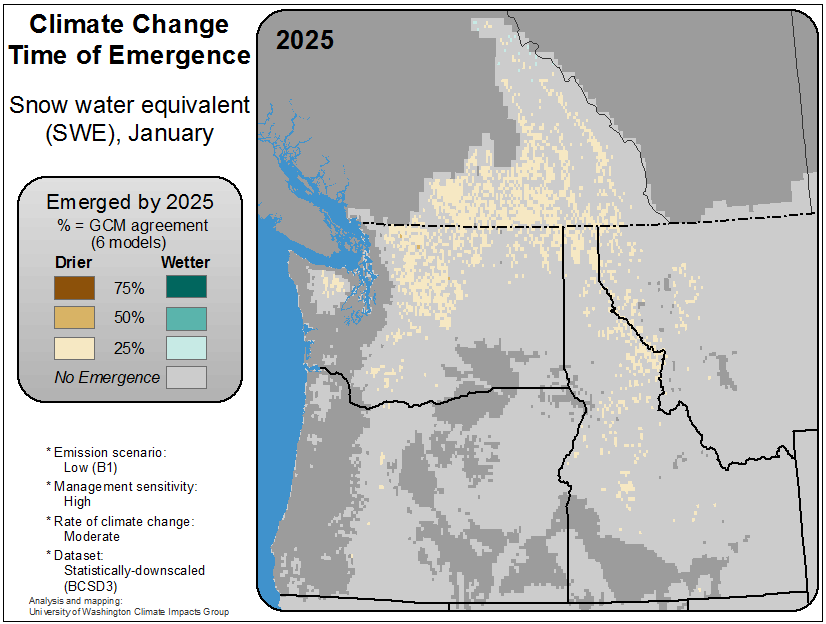 Climate Change
Time of Emergence
Snow water equivalent
(SWE), January
Emerged by 2025
% = GCM agreement
(6 models)
Drier Wetter
75%
50%
25%
No Emergence
* Emission scenario:
Low (B1)
* Management sensitivity:
High
* Rate of climate change:
Moderate
* Dataset:
Statistically-downscaled
(BCSD3)
Analysis and mapping:
University of Washington Climate Impacts Group
2025